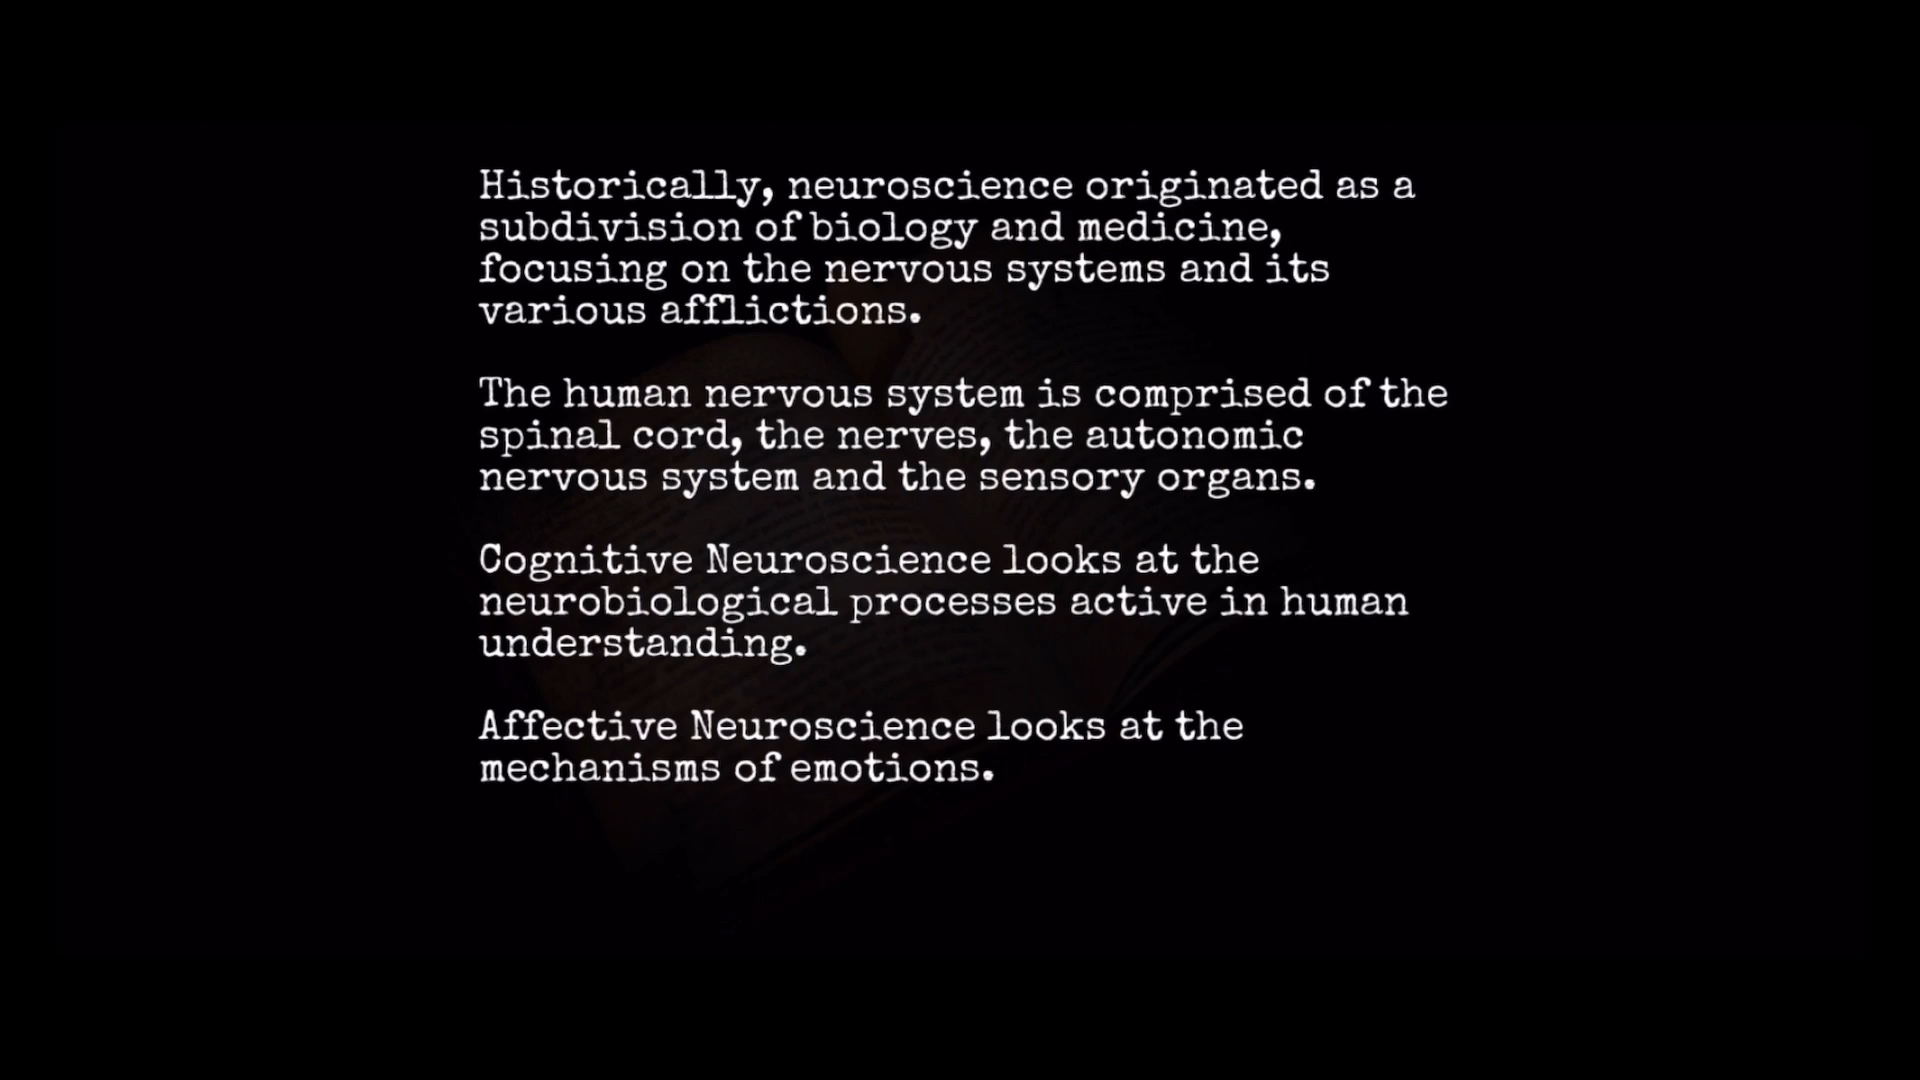 Historically, neuroscience originated as a
subdivision of biology and medicine,
focusing on the nervous systems and its
various afflictions.
The human nervous system is comprised of the
spinal cord, the nerves, the autonomic
nervous system and the sensory organs.
Cognitive Neuroscience looks at the
neurobiological processes active in human
understanding.
Affective Neuroscience looks at the
mechanisms of emotions.